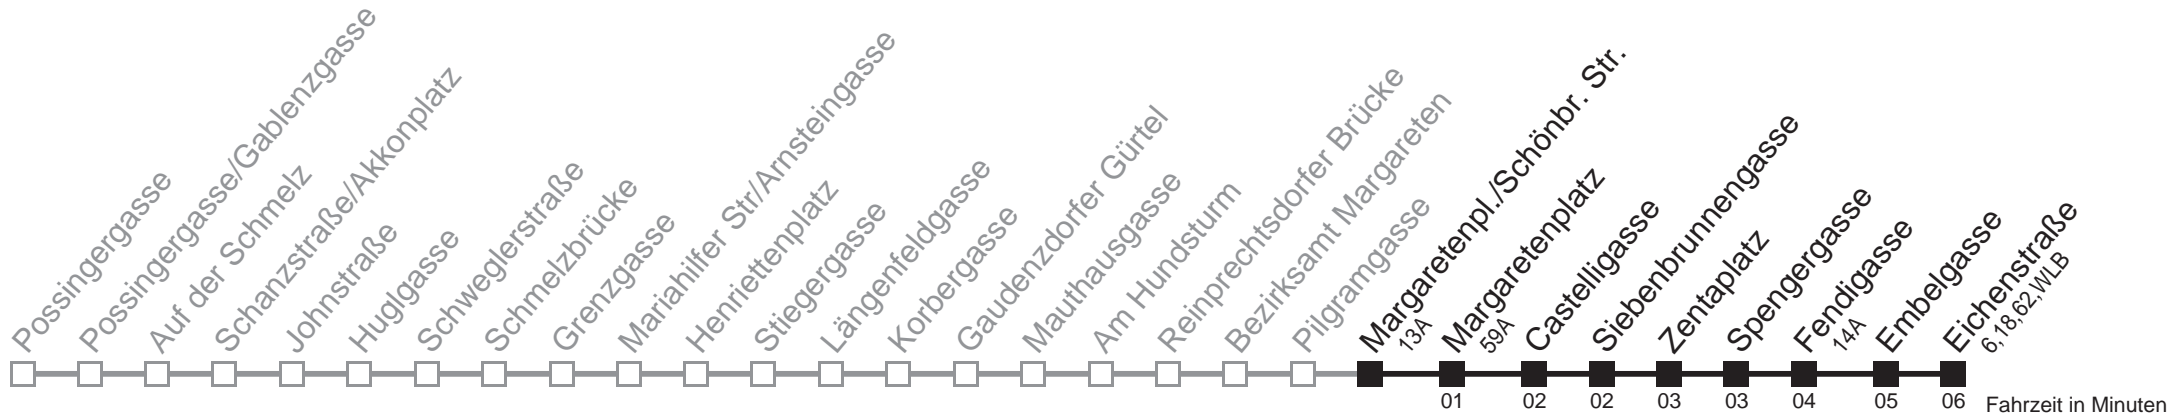 Possingergasse
Possingergasse/Gablenzgasse
Auf der Schmelz
Schanzstraße/Akkonplatz
Johnstraße
Huglgasse
Schweglerstraße
Schmelzbrücke
Grenzgasse
Mariahilfer Str/Arnsteingasse
Henriettenplatz
Stiegergasse
Längenfeldgasse
Korbergasse
Gaudenzdorfer Gürtel
Mauthausgasse
Am Hundsturm
Reinprechtsdorfer Brücke
Bezirksamt Margareten
Pilgramgasse
Margaretenpl./Schönbr. Str.
13A
Margaretenplatz
59A
Castelligasse
Siebenbrunnengasse
Zentaplatz
Spengergasse
Fendigasse
14A
Embelgasse
Eichenstraße
6,18,62,WLB
01 02 02 03 03 04 05 06 Fahrzeit in Minuten